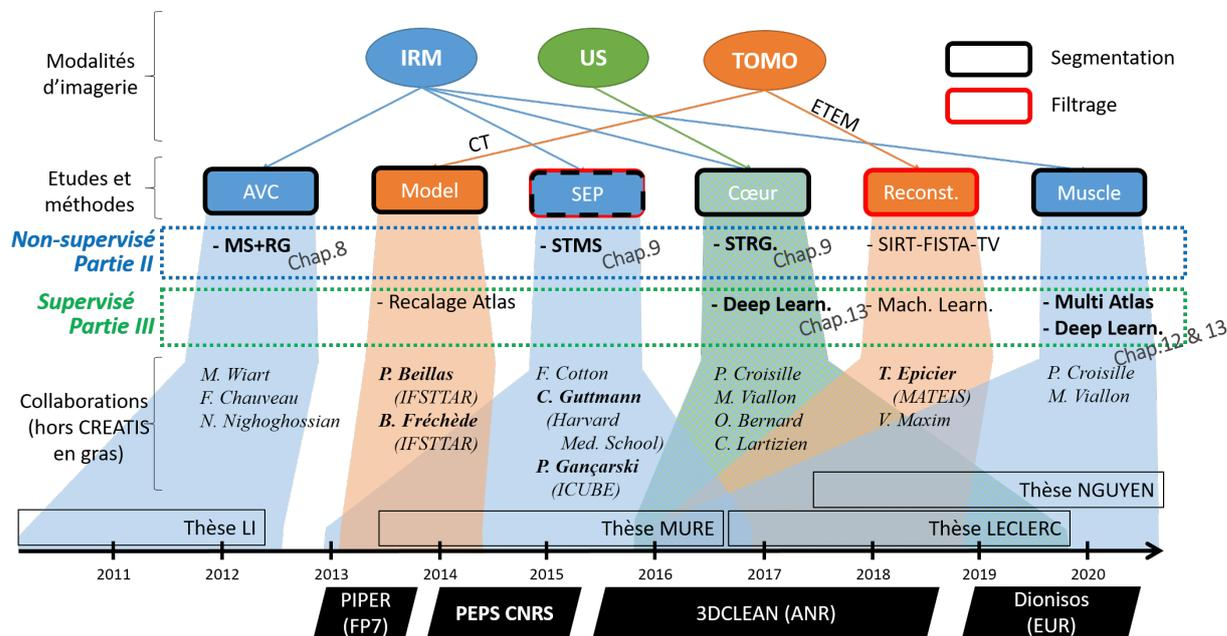 Modalités
d'imagerie
IRM
US
TOMO
Segmentation
Filtrage
CT
ETEM
Etudes et
méthodes
AVC
Model
SEP
Cœur
Reconst.
Muscle
Non-supervisé
Partie II
- MS+RG
Chap.8
- STMS
Chap.9
- STRG.
Chap.9
- SIRT-FISTA-TV
Supervisé
Partie III
- Recalage Atlas
- Deep Learn.
Chap.13
- Mach. Learn.
- Multi Atlas
- Deep Learn.
Chap.12 & 13
Collaborations
(hors CREATIS
en gras)
M. Wiart
F. Chauveau
N. Nighoghossian
P. Beillas
(IFSTTAR)
B. Fréchède
(IFSTTAR)
F. Cotton
C. Guttmann
(Harvard
Med. School)
P. Gançarski
(ICUBE)
P. Croisille
M. Viallon
O. Bernard
C. Lartizien
T. Epicier
(MATEIS)
V. Maxim
P. Croisille
M. Viallon
Thèse NGUYEN
Thèse LI
Thèse MURE
Thèse LECLERC
2011
2012
2013
2014
2015
2016
2017
2018
2019
2020
PIPER
(FP7)
PEPS CNRS
3DCLEAN (ANR)
Dionisos
(EUR)